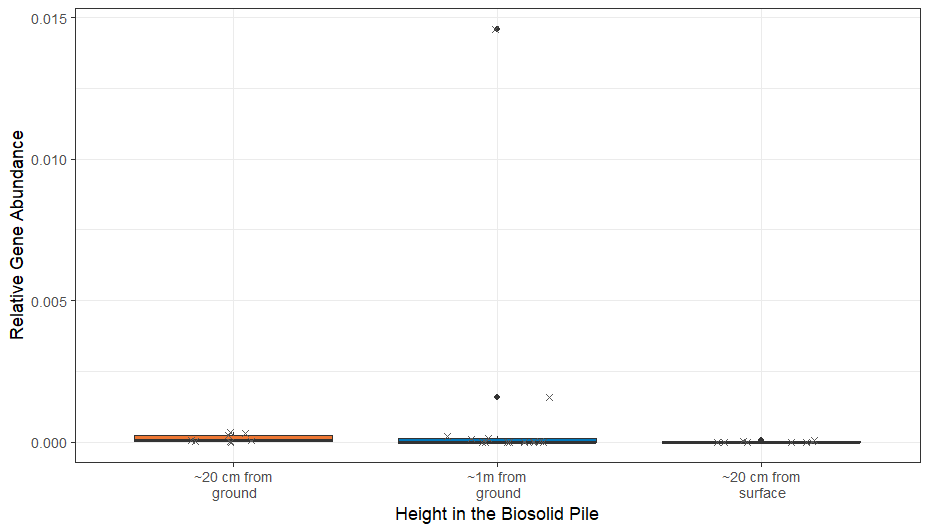 0.015
0.010
0.005
0.000
Relative Gene Abundance
~20 cm from
ground
~1m from
ground
~20 cm from
surface
Height in the Biosolid Pile